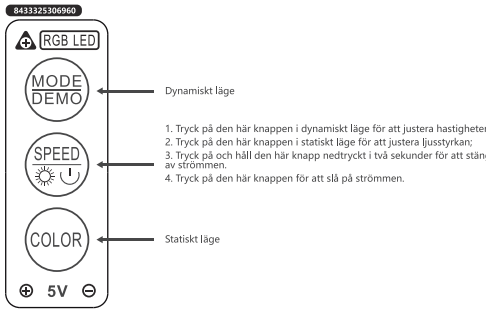 8433325306960
RGB LED
MODE
DEMO
Dynamiskt läge
1. Tryck på den här knappen i dynamiskt läge för att justera
2. Tryck på den här knappen i statiskt läge för att justera ljusstyrkan;
3. Tryck på och håll den här knapp nedtryckt i två sekunder för att
av strömmen.
4. Tryck på den här knappen för att slå på strömmen.
SPEED
COLOR
Statiskt läge
5V